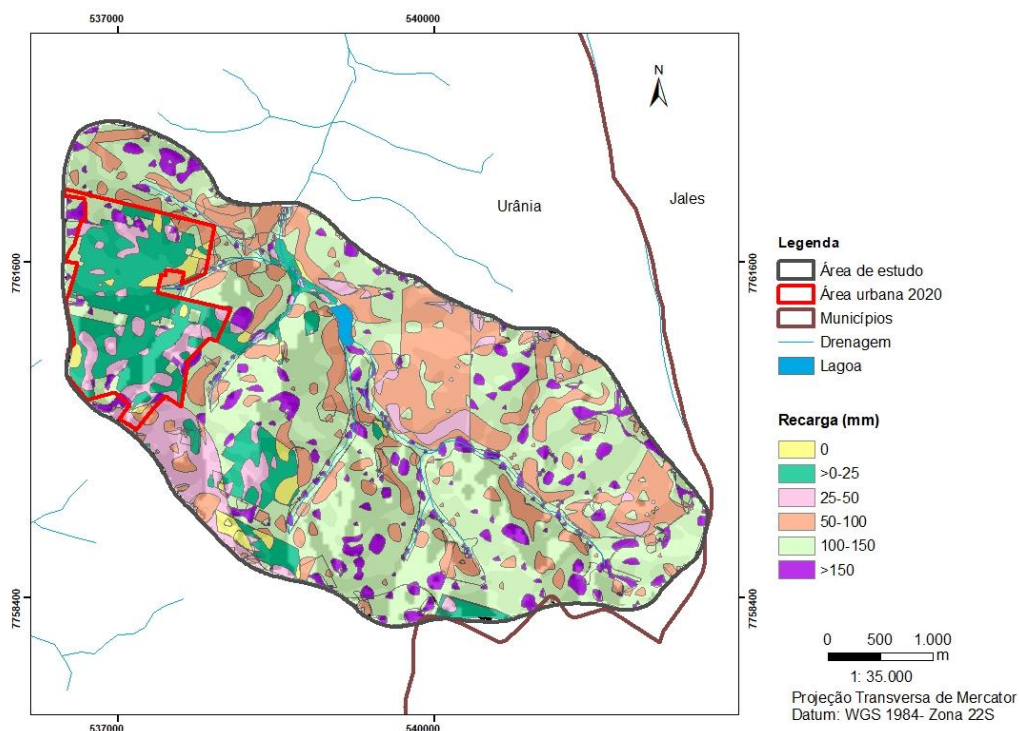 537000
540000
N
Urânia
Jales
7761600
7761600
7758400
7758400
537000
540000
Legenda
Área de estudo
Área urbana 2020
Municípios
Drenagem
Lagoa
Recarga (mm)
0
>0-25
25-50
50-100
100-150
>150
0 500 1.000
m
1: 35.000
Projeção Transversa de Mercator
Datum: WGS 1984- Zona 22S